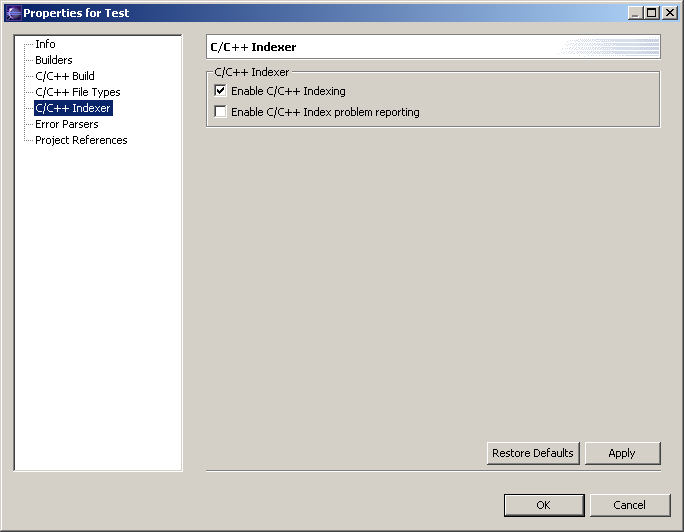 Properties for Test
Info
Builders
C/C++ Build
C/C++ File Types
C/C++ Indexer
Error Parsers
Project References
C/C++ Indexer
C/C++ Indexer
Enable C/C++ Indexing
Enable C/C++ Index problem reporting
Restore Defaults
Apply
OK
Cancel